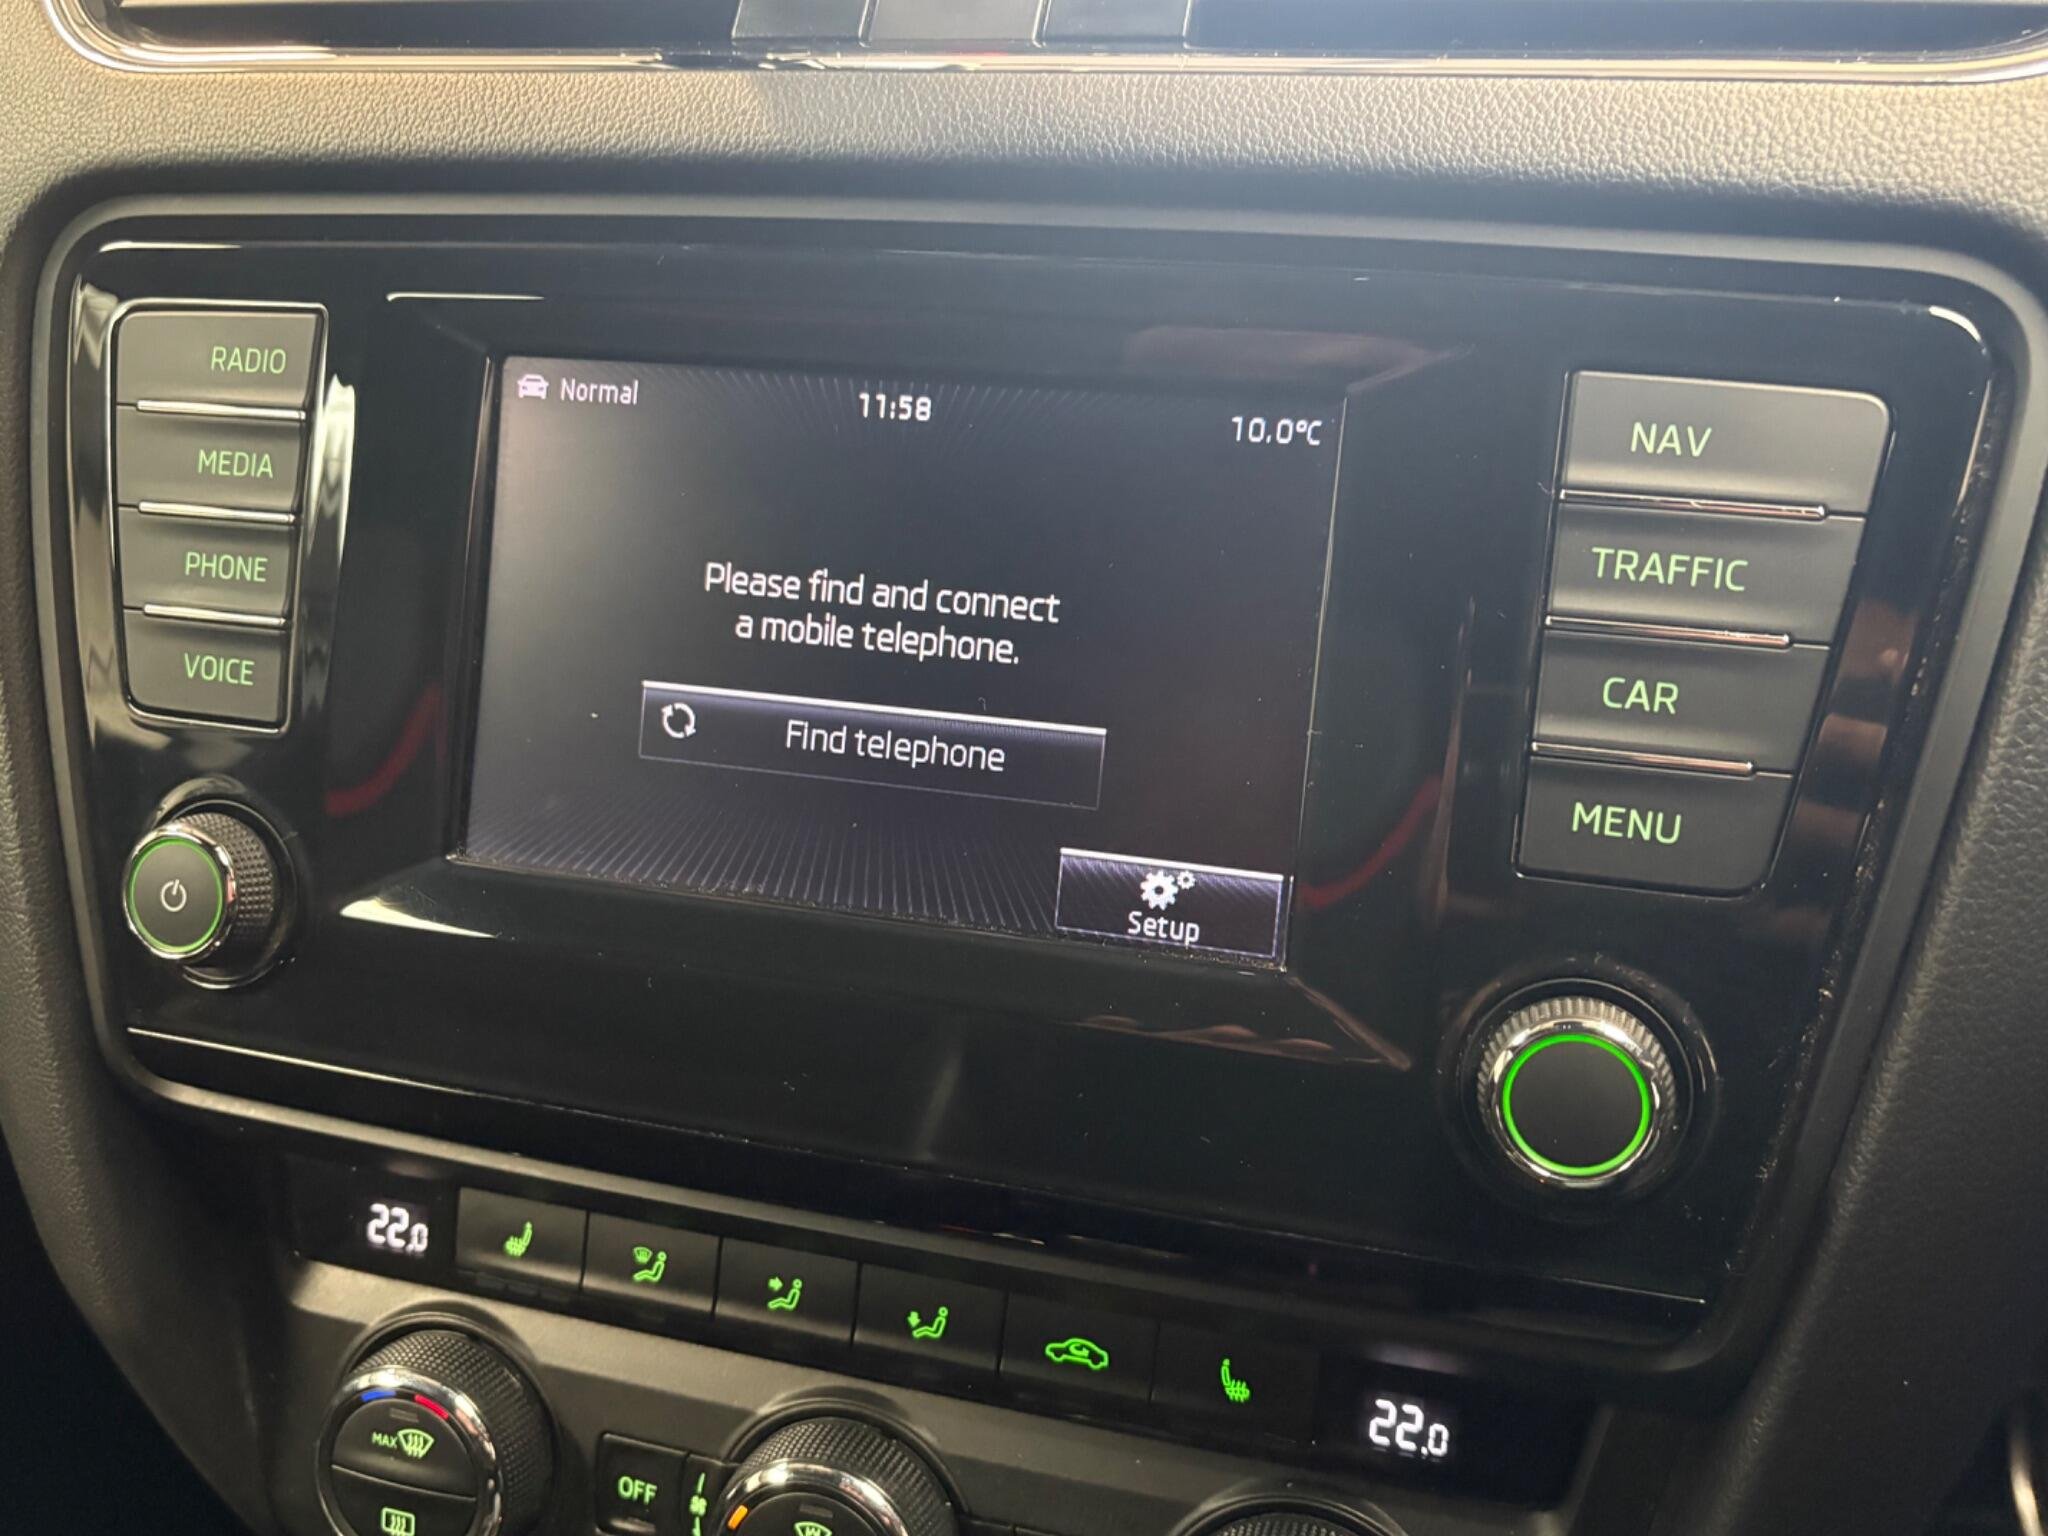 RADIO
MEDIA
PHONE
VOICE
Normal
11:58
10.0°C
Please find and connect
a mobile telephone.
Find telephone
Setup
NAV
TRAFFIC
CAR
MENU
22.0
22.0
MAX
OFF